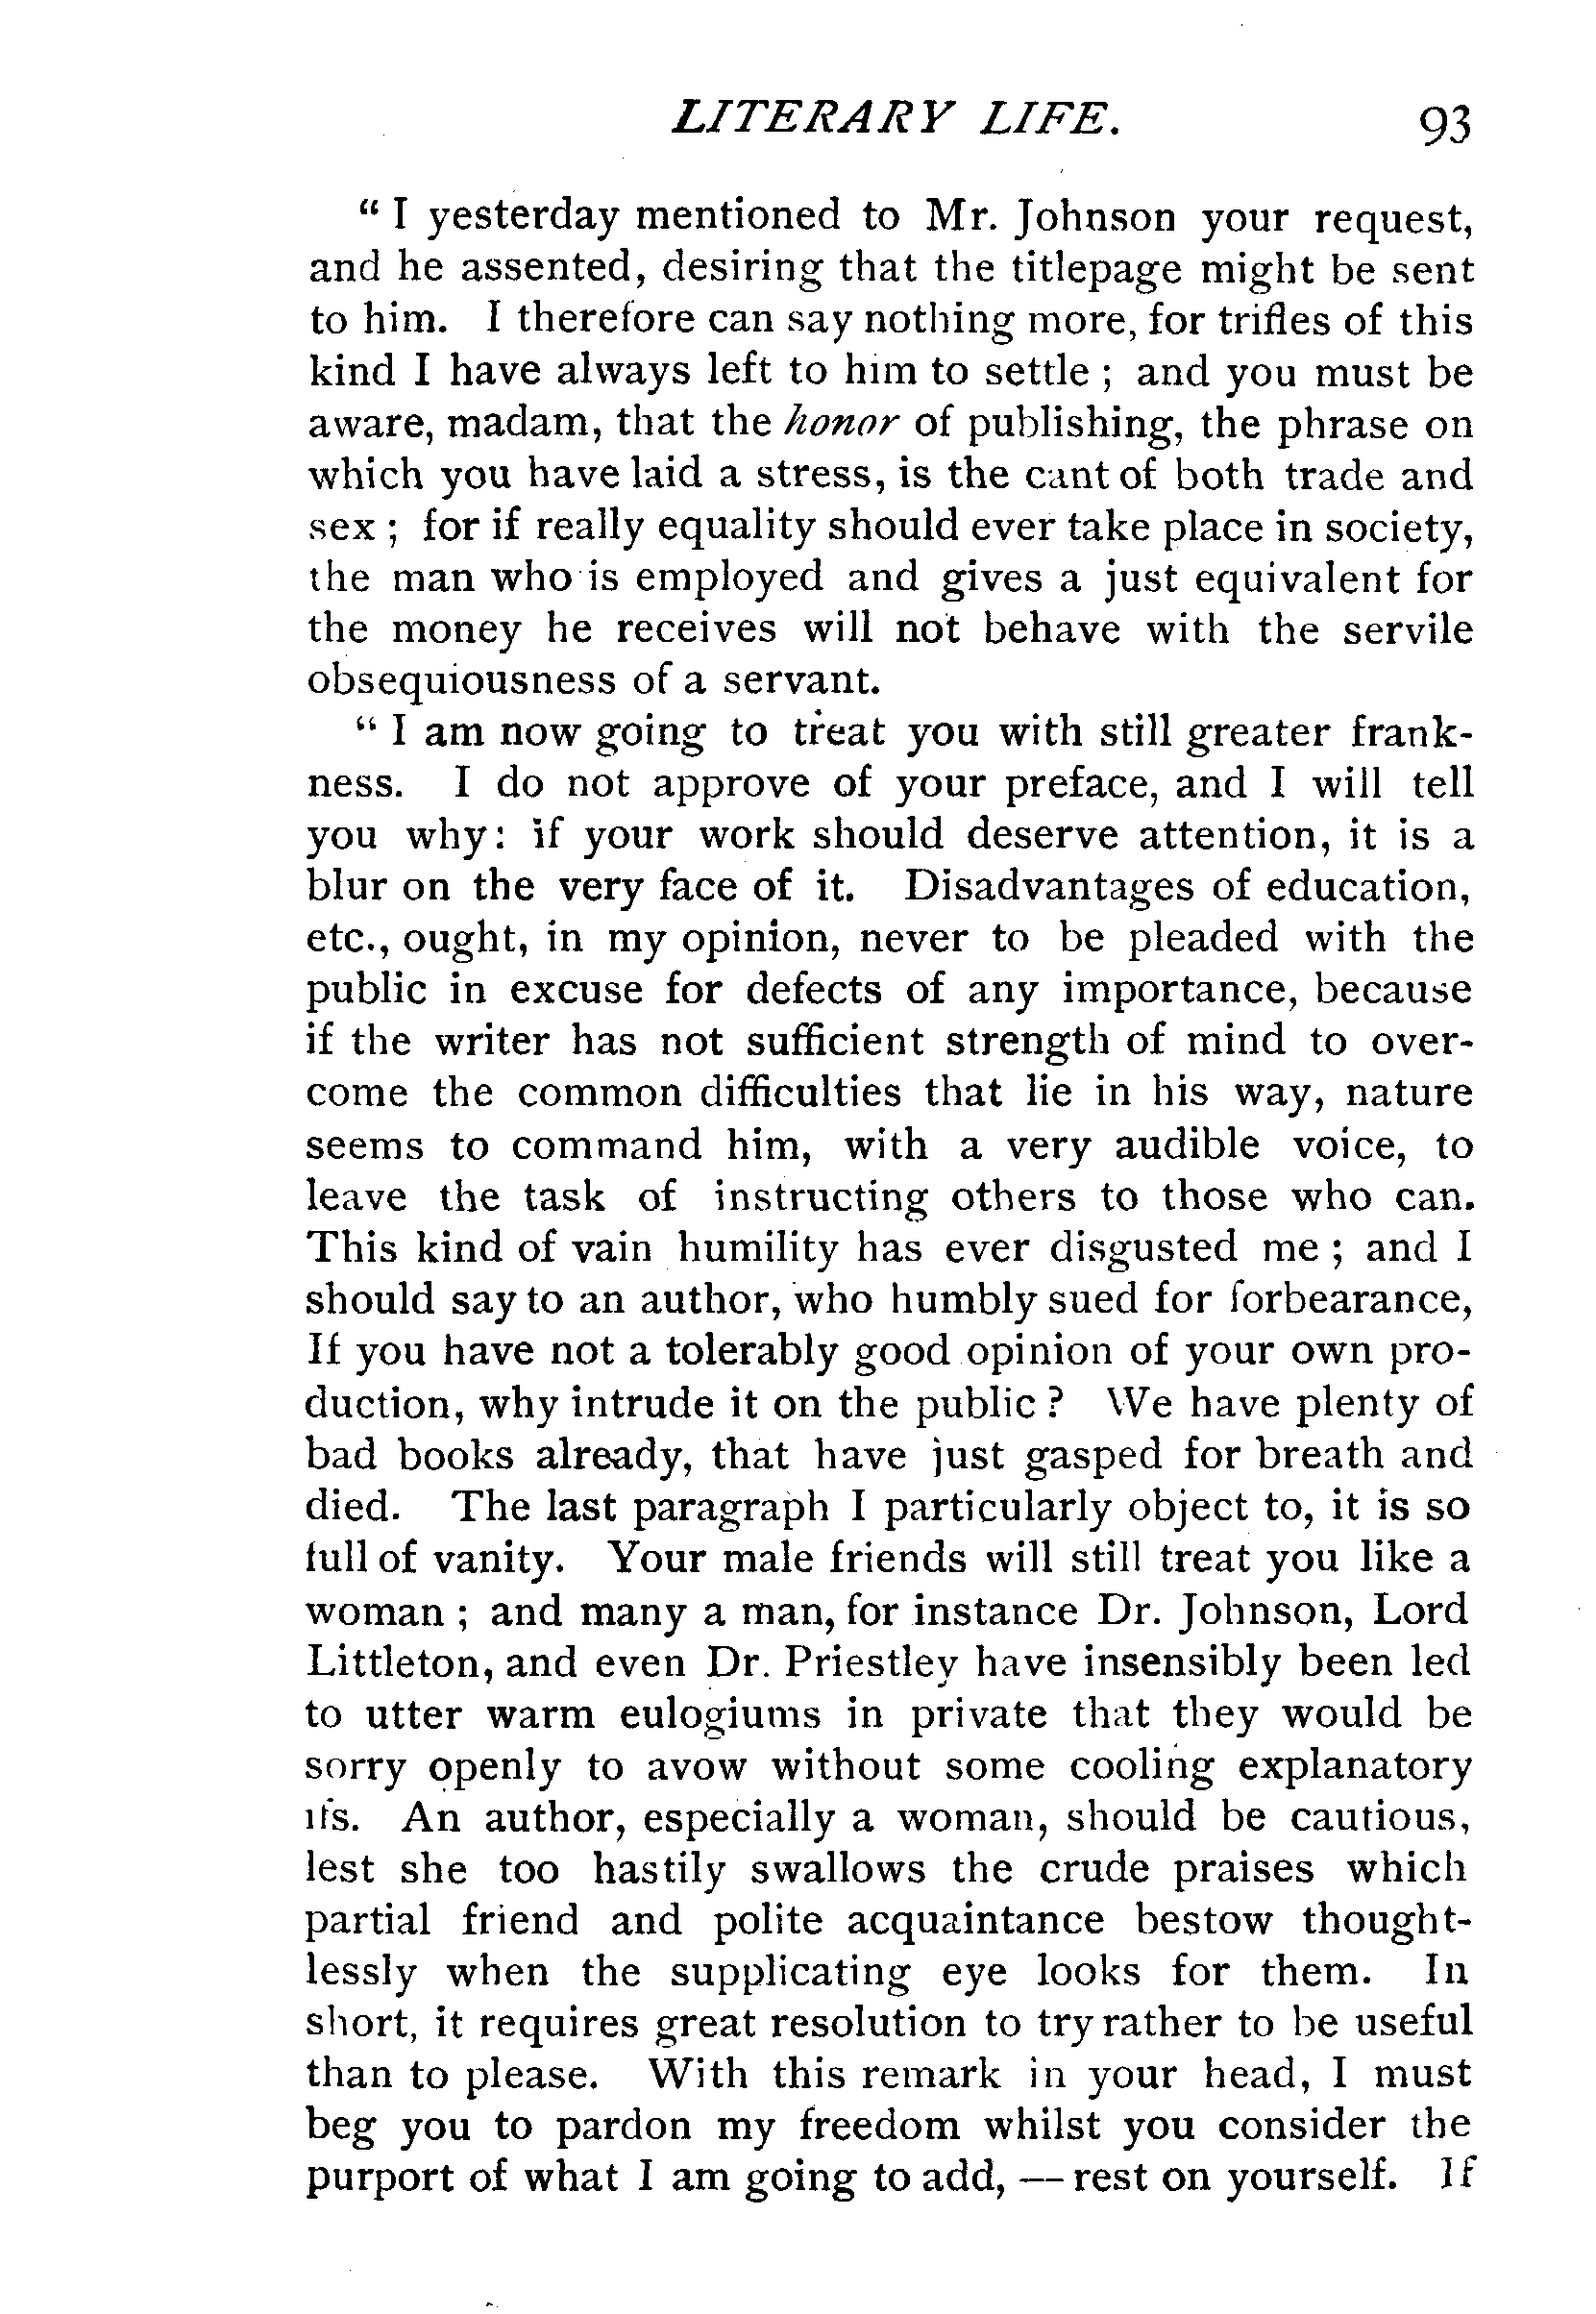 LITERARY LIFE. 93
" I yesterday mentioned to Mr. Johnson your request,
and he assented, desiring that the titlepage might be sent
to him. I therefore can say nothing more, for trifles of this
kind I have always left to him to settle ; and you must be
aware, madam, that the honor of publishing, the phrase on
which you have laid a stress, is the cant of both trade and
sex ; for if really equality should ever take place in society,
the man who is employed and gives a just equivalent for
the money he receives will not behave with the servile
obsequiousness of a servant.
" I am now going to treat you with still greater frank-
ness. I do not approve of your preface, and I will tell
you why: if your work should deserve attention, it is a
blur on the very face of it. Disadvantages of education,
etc., ought, in my opinion, never to be pleaded with the
public in excuse for defects of any importance, because
if the writer has not sufficient strength of mind to over-
come the common difficulties that lie in his way, nature
seems to command him, with a very audible voice, to
leave the task of instructing others to those who can.
This kind of vain humility has ever disgusted me ; and I
should say to an author, who humbly sued for forbearance,
If you have not a tolerably good opinion of your own pro-
duction, why intrude it on the public ? We have plenty of
bad books already, that have just gasped for breath and
died. The last paragraph I particularly object to, it is so
full of vanity. Your male friends will still treat you like a
woman ; and many a man, for instance Dr. Johnson, Lord
Littleton, and even Dr. Priestley have insensibly been led
to utter warm eulogiums in private that they would be
sorry openly to avow without some cooling explanatory
ifs. An author, especially a woman, should be cautious,
lest she too hastily swallows the crude praises which
partial friend and polite acquaintance bestow thought-
lessly when the supplicating eye looks for them. In
short, it requires great resolution to try rather to be useful
than to please. With this remark in your head, I must
beg you to pardon my freedom whilst you consider the
purport of what I am going to add, — rest on yourself. If